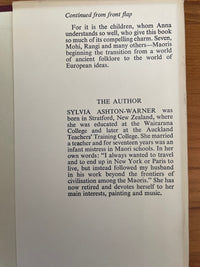 Continued from front flap
For it is the children, whom Anna
understands so well, who give this book
so much of its compelling charm. Seven,
Mohi, Rangi and many others—Maoris
beginning the transition from a world
of ancient folklore to the world of
European ideas.
THE AUTHOR
SYLVIA ASHTON-WARNER was
born in Stratford, New Zealand, where
she was educated at the Wairarana
College and later at the Auckland
Teachers' Training College. She married
a teacher and for seventeen years was an
infant mistress in Maori schools. In her
own words: "I always wanted to travel
and to end up in New York or Paris to
live, but instead followed my husband
in his work beyond the frontiers of
civilisation among the Maoris." She has
now retired and devotes herself to her
main interests, painting and music.